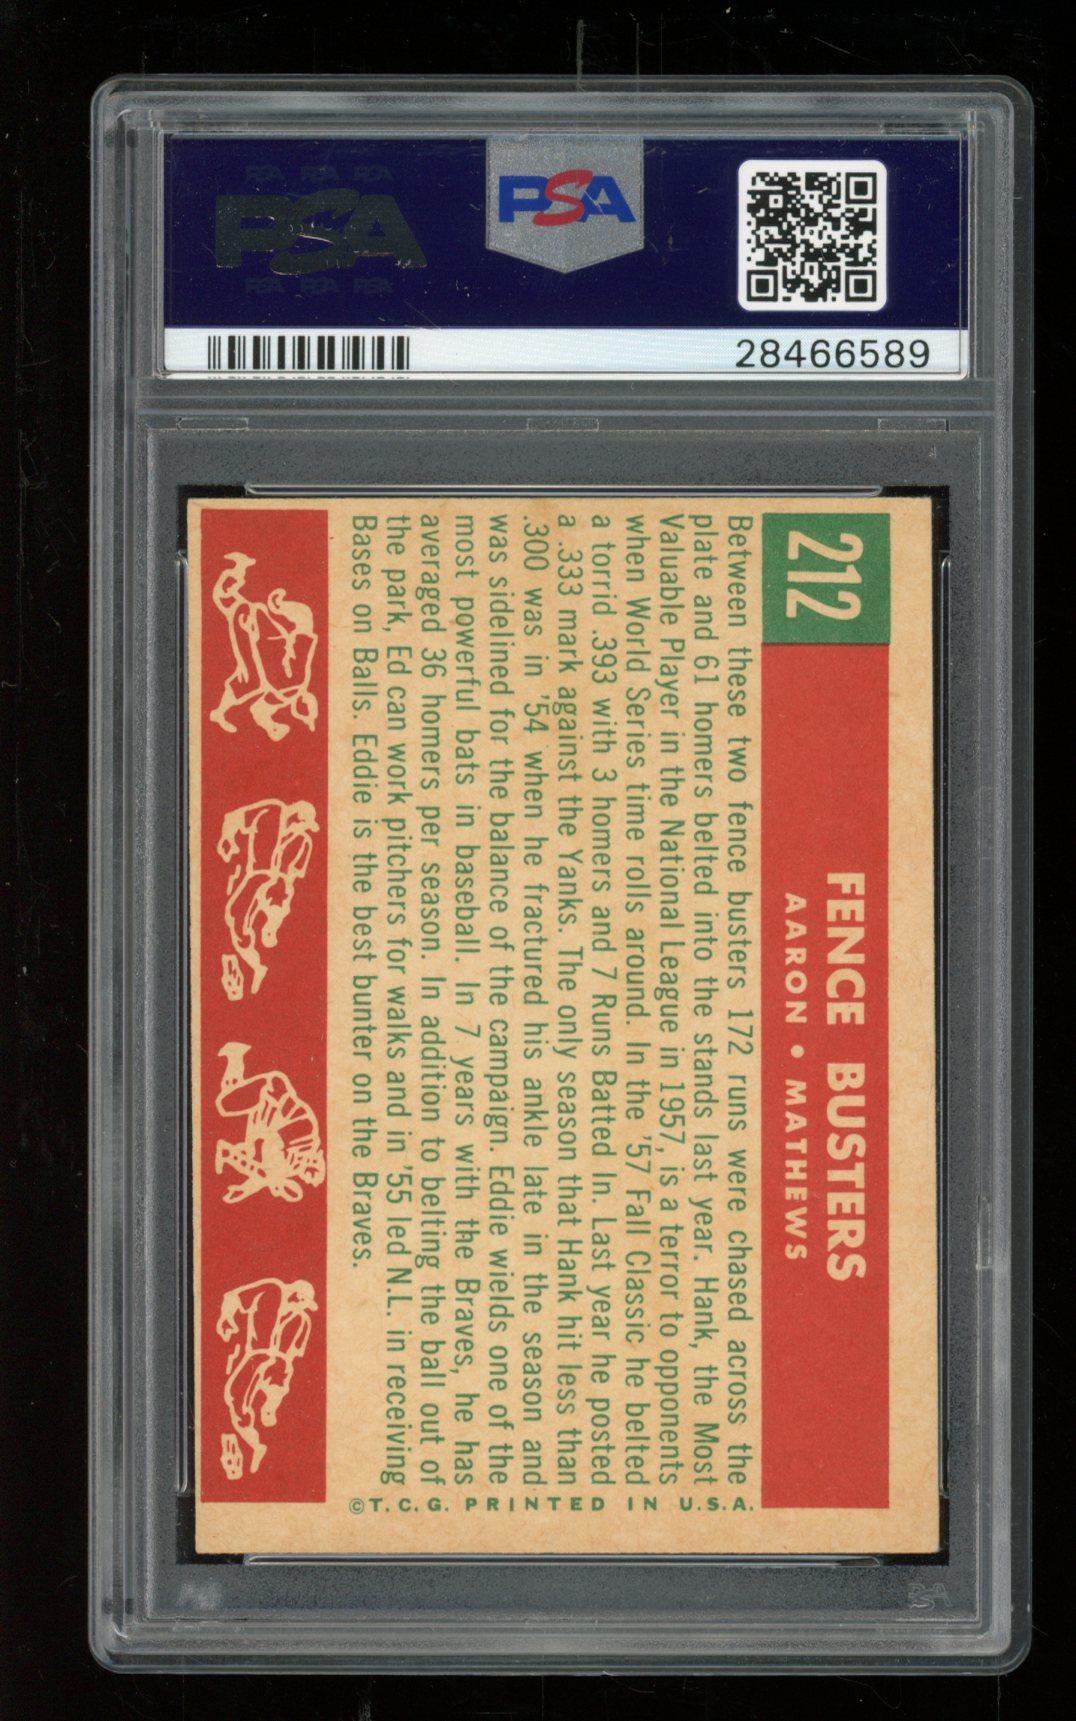 PSA PSA PSA
PSA
PSA PSA PSA
PSA
28466589
212
FENCE BUSTERS
AARON • MATHEWS
Between these two fence busters 172 runs were chased across the
plate and 61 homers belted into the stands last year. Hank, the Most
Valuable Player in the National League in 1957, is a terror to opponents
when World Series time rolls around. In the '57 Fall Classic he belted
a torrid .393 with 3 homers and 7 Runs Batted In. Last year he posted
a .333 mark against the Yanks. The only season that Hank hit less than
.300 was in '54 when he fractured his ankle late in the season and
was sidelined for the balance of the campaign. Eddie wields one of the
most powerful bats in baseball. In 7 years with the Braves, he has
averaged 36 homers per season. In addition to belting the ball out of
the park, Ed can work pitchers for walks and in '55 led N.L. in receiving
Bases on Balls. Eddie is the best bunter on the Braves.
©T.C.G. PRINTED IN U.S.A.
PSA